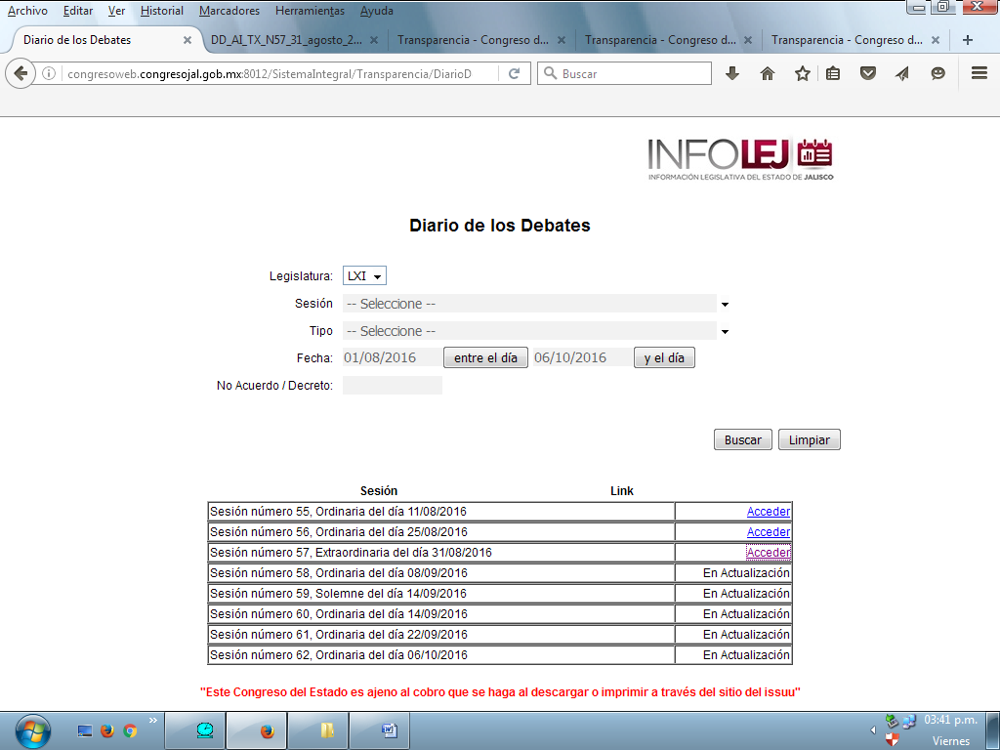 Archivo Editar Ver Historial Marcadores Herramientas Ayuda
Diario de los Debates DD_AI_TX_N57_31_agosto_2... Transparencia - Congreso d... Transparencia - Congreso d... Transparencia - Congreso d...
congresoweb.congresojal.gob.mx:8012/SistemaIntegral/Transparencia/DiarioD Buscar
INFOLEJ
INFORMACIÓN LEGISLATIVA DEL ESTADO DE JALISCO
Diario de los Debates
Legislatura: LXI
Sesión -- Seleccione --
Tipo -- Seleccione --
Fecha: 01/08/2016 entre el día 06/10/2016 y el día
No Acuerdo / Decreto:
Buscar Limpiar
Sesión Link
Sesión número 55, Ordinaria del día 11/08/2016 Acceder
Sesión número 56, Ordinaria del día 25/08/2016 Acceder
Sesión número 57, Extraordinaria del día 31/08/2016 Acceder
Sesión número 58, Ordinaria del día 08/09/2016 En Actualización
Sesión número 59, Solemne del día 14/09/2016 En Actualización
Sesión número 60, Ordinaria del día 14/09/2016 En Actualización
Sesión número 61, Ordinaria del día 22/09/2016 En Actualización
Sesión número 62, Ordinaria del día 06/10/2016 En Actualización
"Este Congreso del Estado es ajeno al cobro que se haga al descargar o imprimir a través del sitio del issuu"
03:41 p.m.
Viernes